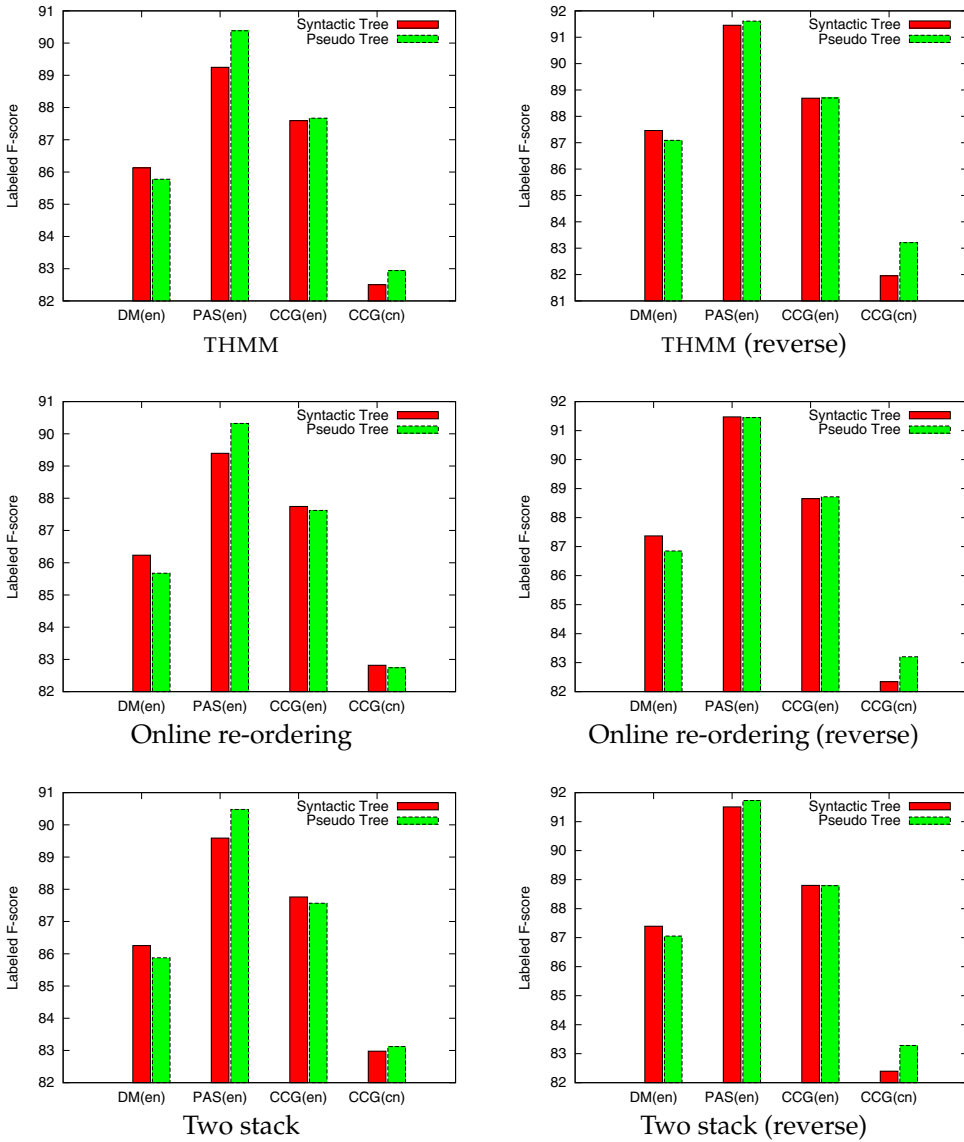 Labeled F-score
91
90
89
88
87
86
85
84
83
82
Syntactic Tree
Pseudo Tree
DM(en) PAS(en) CCG(en) CCG(cn)
THMM
Labeled F-score
92
91
90
89
88
87
86
85
84
83
82
81
Syntactic Tree
Pseudo Tree
DM(en) PAS(en) CCG(en) CCG(cn)
THMM (reverse)
Labeled F-score
91
90
89
88
87
86
85
84
83
82
Syntactic Tree
Pseudo Tree
DM(en) PAS(en) CCG(en) CCG(cn)
Online re-ordering
Labeled F-score
92
91
90
89
88
87
86
85
84
83
82
Syntactic Tree
Pseudo Tree
DM(en) PAS(en) CCG(en) CCG(cn)
Online re-ordering (reverse)
Labeled F-score
91
90
89
88
87
86
85
84
83
82
Syntactic Tree
Pseudo Tree
DM(en) PAS(en) CCG(en) CCG(cn)
Two stack
Labeled F-score
92
91
90
89
88
87
86
85
84
83
82
Syntactic Tree
Pseudo Tree
DM(en) PAS(en) CCG(en) CCG(cn)
Two stack (reverse)